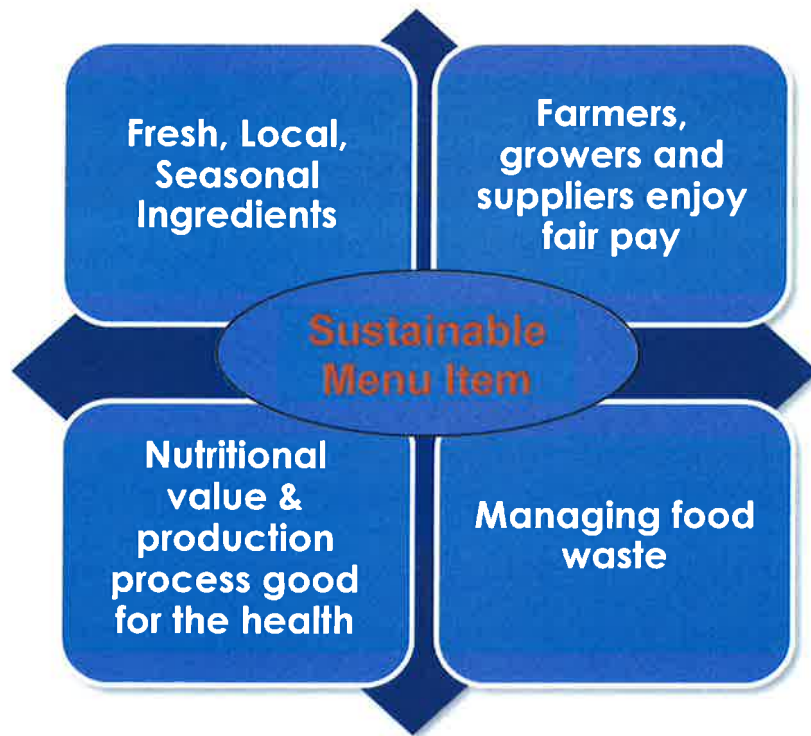 Fresh, Local,
Seasonal
Ingredients
Farmers,
growers and
suppliers enjoy
fair pay
Sustainable
Menu Item
Nutritional
value &
production
process good
for the health
Managing food
waste